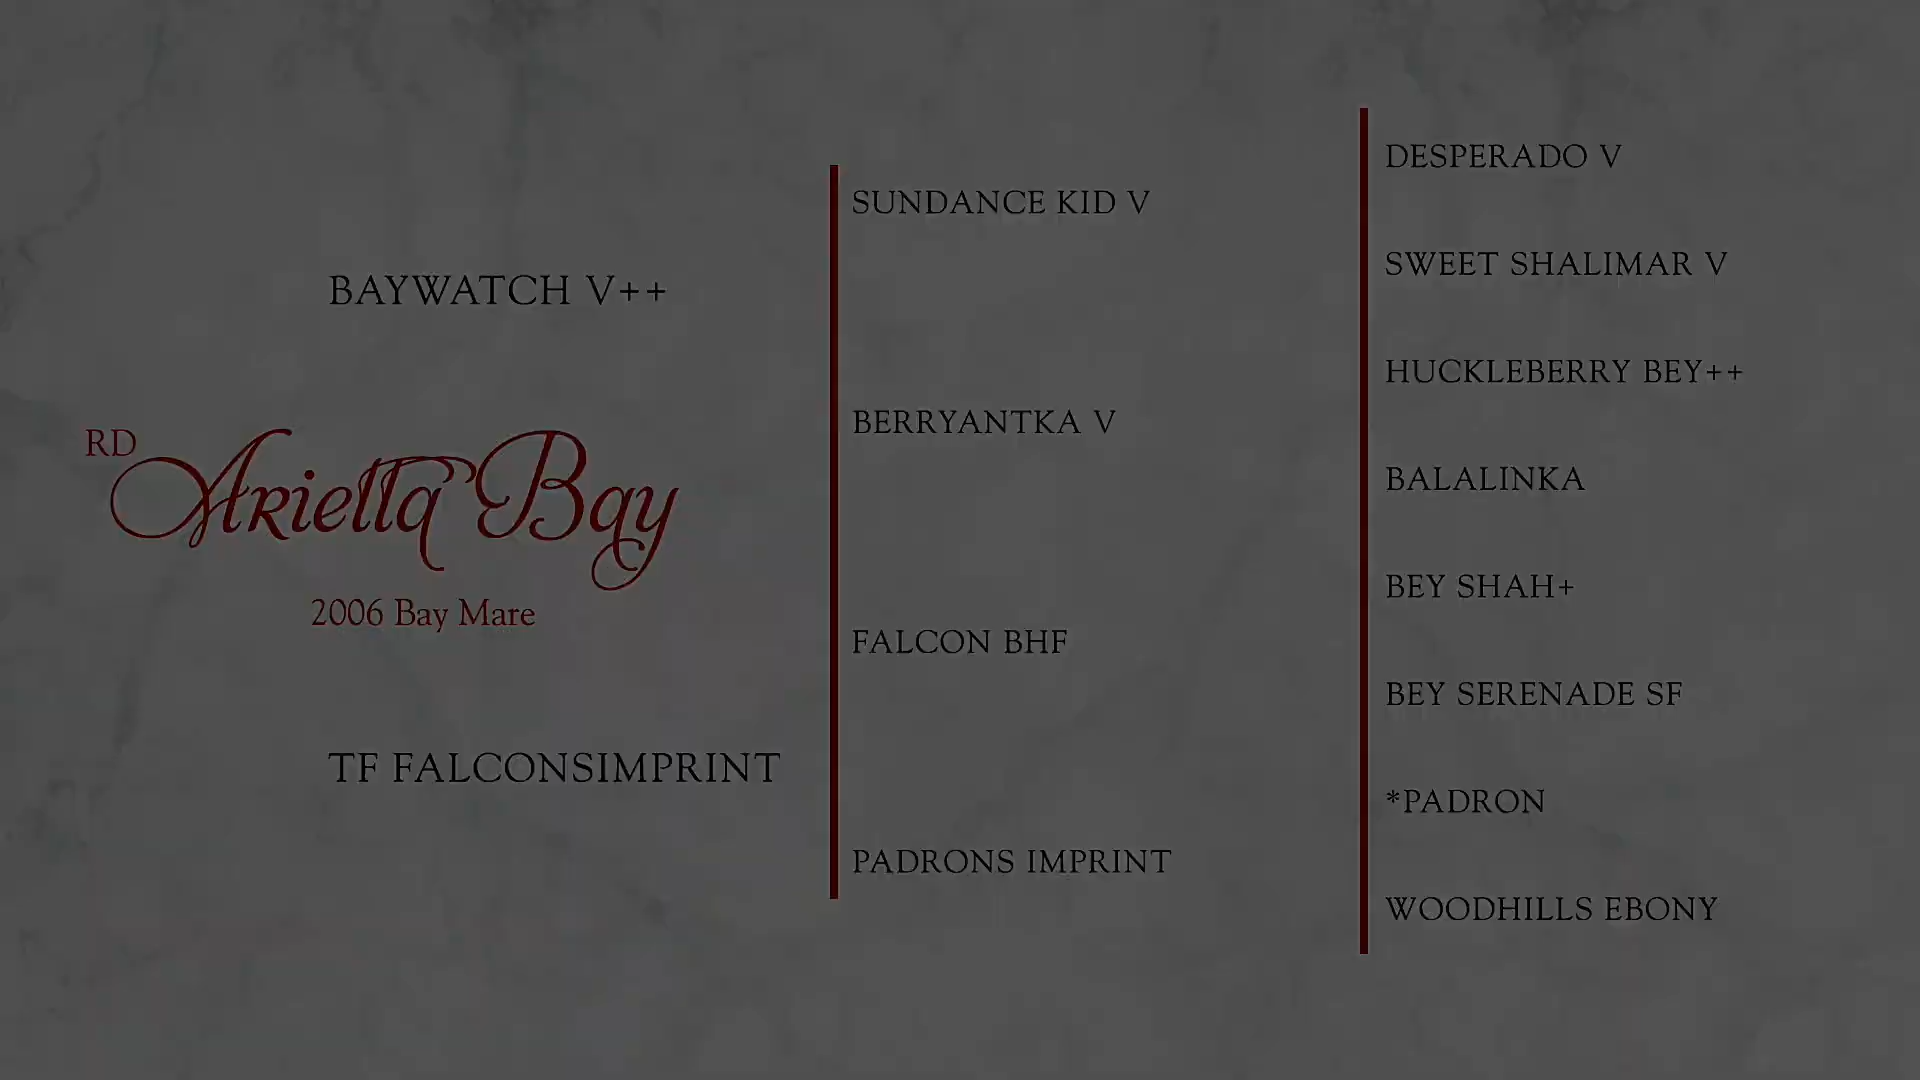 RD
Ariella Bay
2006 Bay Mare
BAYWATCH V++
TF FALCONSIMPRINT
SUNDANCE KID V
BERRYANTKA V
FALCON BHF
PADRONS IMPRINT
DESPERADO V
SWEET SHALIMAR V
HUCKLEBERRY BEY++
BALALINKA
BEY SHAH+
BEY SERENADE SF
*PADRON
WOODHILLS EBONY